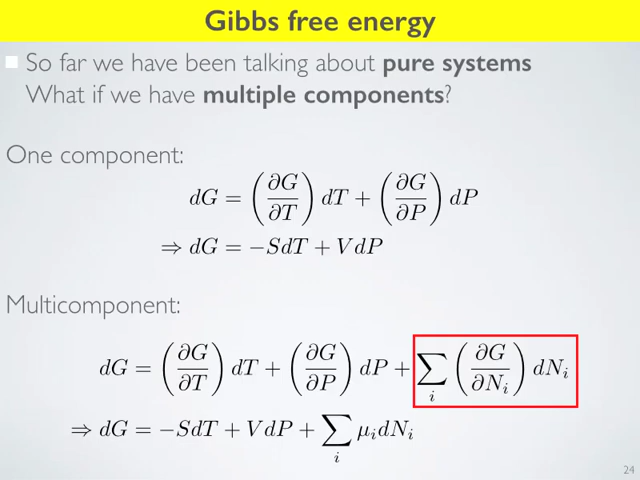 Gibbs free energy
So far we have been talking about pure systems
What if we have multiple components?
One component:
dG = (∂G/∂T) dT + (∂G/∂P) dP
⇒ dG = −SdT + VdP
Multicomponent:
dG = (∂G/∂T) dT + (∂G/∂P) dP + ∑_i (∂G/∂N_i) dN_i
⇒ dG = −SdT + VdP + ∑_i μ_i dN_i
24